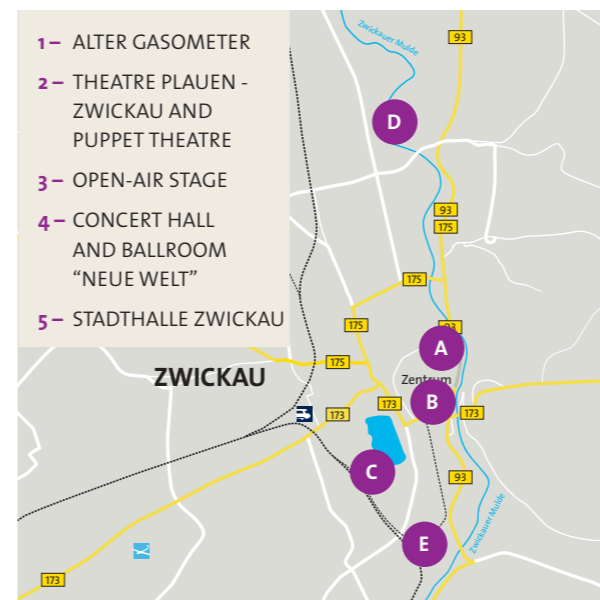 1 – ALTER GASOMETER
2 – THEATRE PLAUEN -
ZWICKAU AND
PUPPET THEATRE
3 – OPEN-AIR STAGE
4 – CONCERT HALL
AND BALLROOM
“NEUE WELT”
5 – STADTHALLE ZWICKAU
Zwickauer Mulde
93
D
93
175
175
175
93
A
175
ZWICKAU
Zentrum
B
173
173
173
C
93
Zwickauer Mulde
E
173